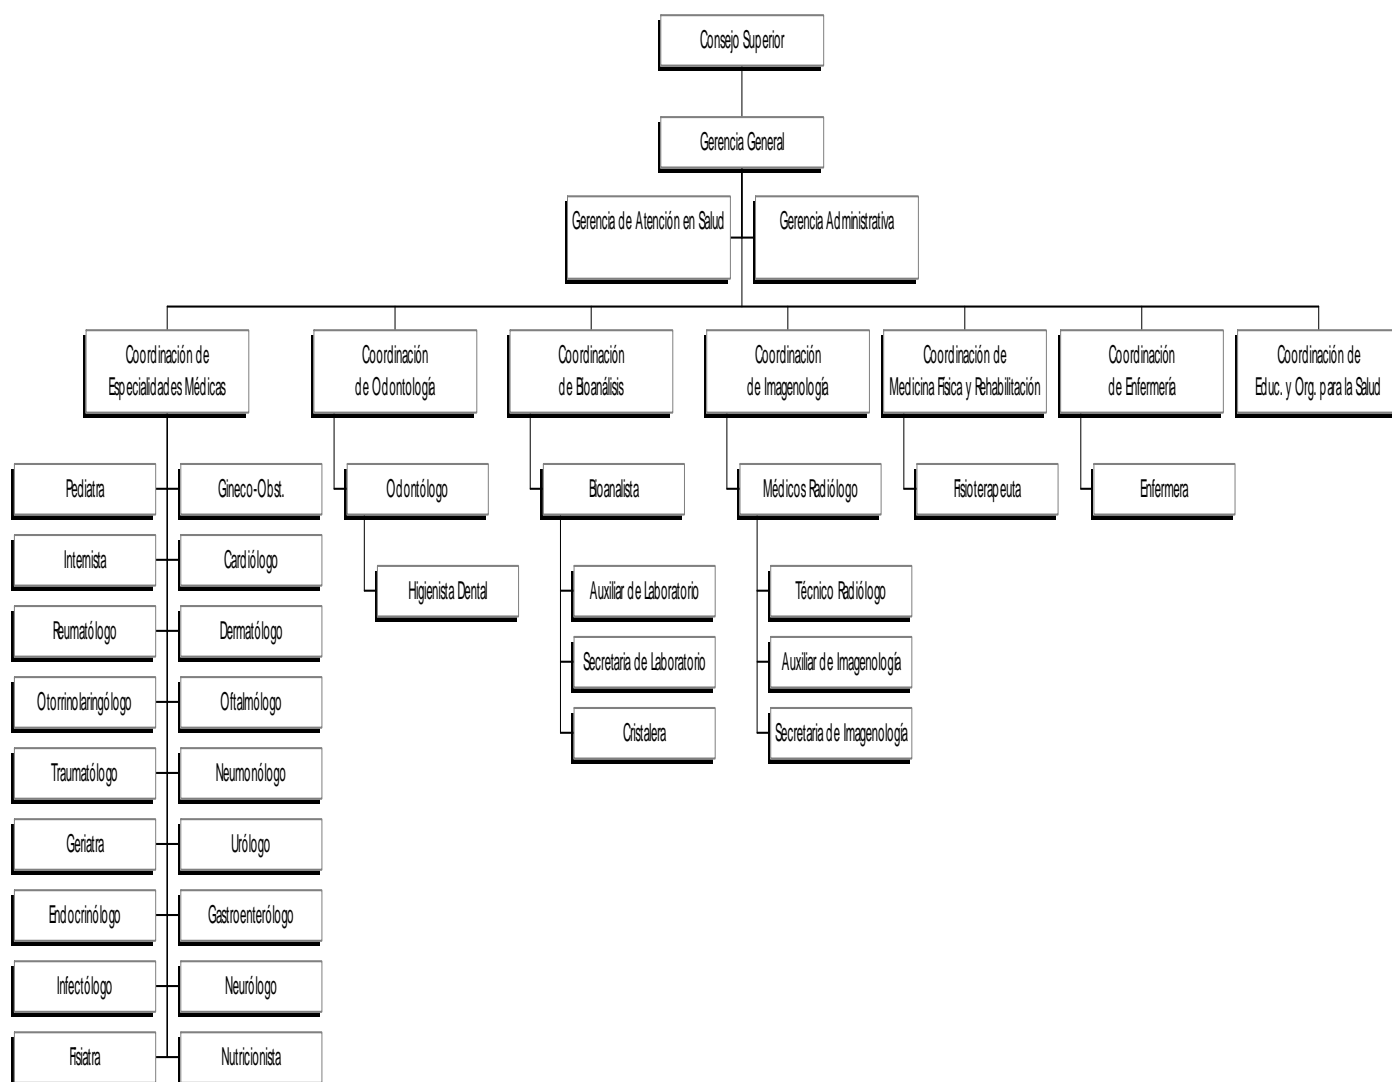 Consejo Superior
Gerencia General
Gerencia de Atención en Salud
Gerencia Administrativa
Coordinación de
Especialidades Médicas
Coordinación
de Odontología
Coordinación
de Bioanálisis
Coordinación
de Imagenología
Coordinación de
Medicina Física y Rehabilitación
Coordinación
de Enfermería
Coordinación de
Educ. y Org. para la Salud
Pediatra
Gineco-Obst.
Internista
Cardiólogo
Reumatólogo
Dermatólogo
Otorrinolaringólogo
Oftalmólogo
Traumatólogo
Neumonólogo
Geriatra
Urólogo
Endocrinólogo
Gastroenterólogo
Infectólogo
Neurólogo
Fisiatra
Nutricionista
Odontólogo
Higienista Dental
Bioanalista
Auxiliar de Laboratorio
Secretaria de Laboratorio
Cristalera
Médicos Radiólogo
Técnico Radiólogo
Auxiliar de Imagenología
Secretaria de Imagenología
Fisioterapeuta
Enfermera